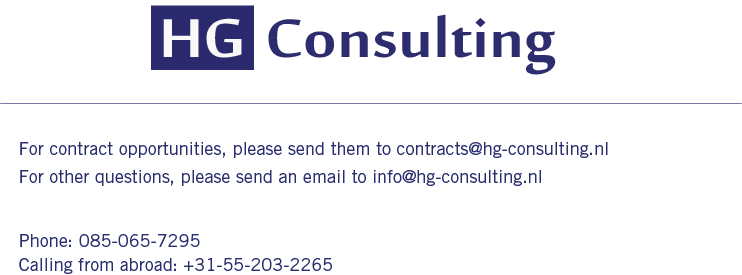 HG Consulting
For contract opportunities, please send them to contracts@hg-consulting.nl
For other questions, please send an email to info@hg-consulting.nl
Phone: 085-065-7295
Calling from abroad: +31-55-203-2265